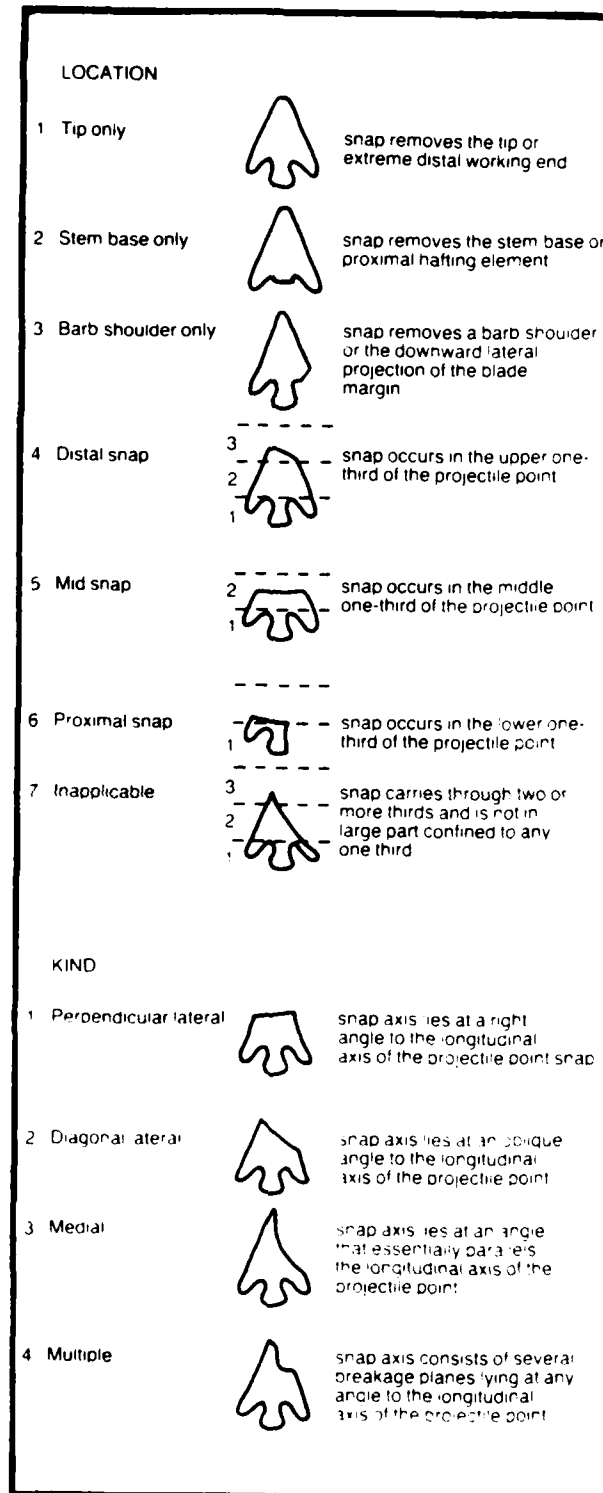 LOCATION
1 Tip only
snap removes the tip or
extreme distal working end
2 Stem base only
snap removes the stem base or
proximal hafting element
3 Barb shoulder only
snap removes a barb shoulder
or the downward lateral
projection of the blade
margin
4 Distal snap
3
2
1
snap occurs in the upper one-
third of the projectile point
5 Mid snap
2
1
snap occurs in the middle
one-third of the projectile point
6 Proximal snap
1
snap occurs in the lower one-
third of the projectile point
7 Inapplicable
3
2
1
snap carries through two or
more thirds and is not in
large part confined to any
one third
KIND
1 Perpendicular lateral
snap axis lies at a right
angle to the longitudinal
axis of the projectile point snap
2 Diagonal lateral
snap axis lies at an oblique
angle to the longitudinal
axis of the projectile point
3 Medial
snap axis lies at an angle
that essentially parallels
the longitudinal axis of the
projectile point
4 Multiple
snap axis consists of several
breakage planes lying at any
angle to the longitudinal
axis of the projectile point